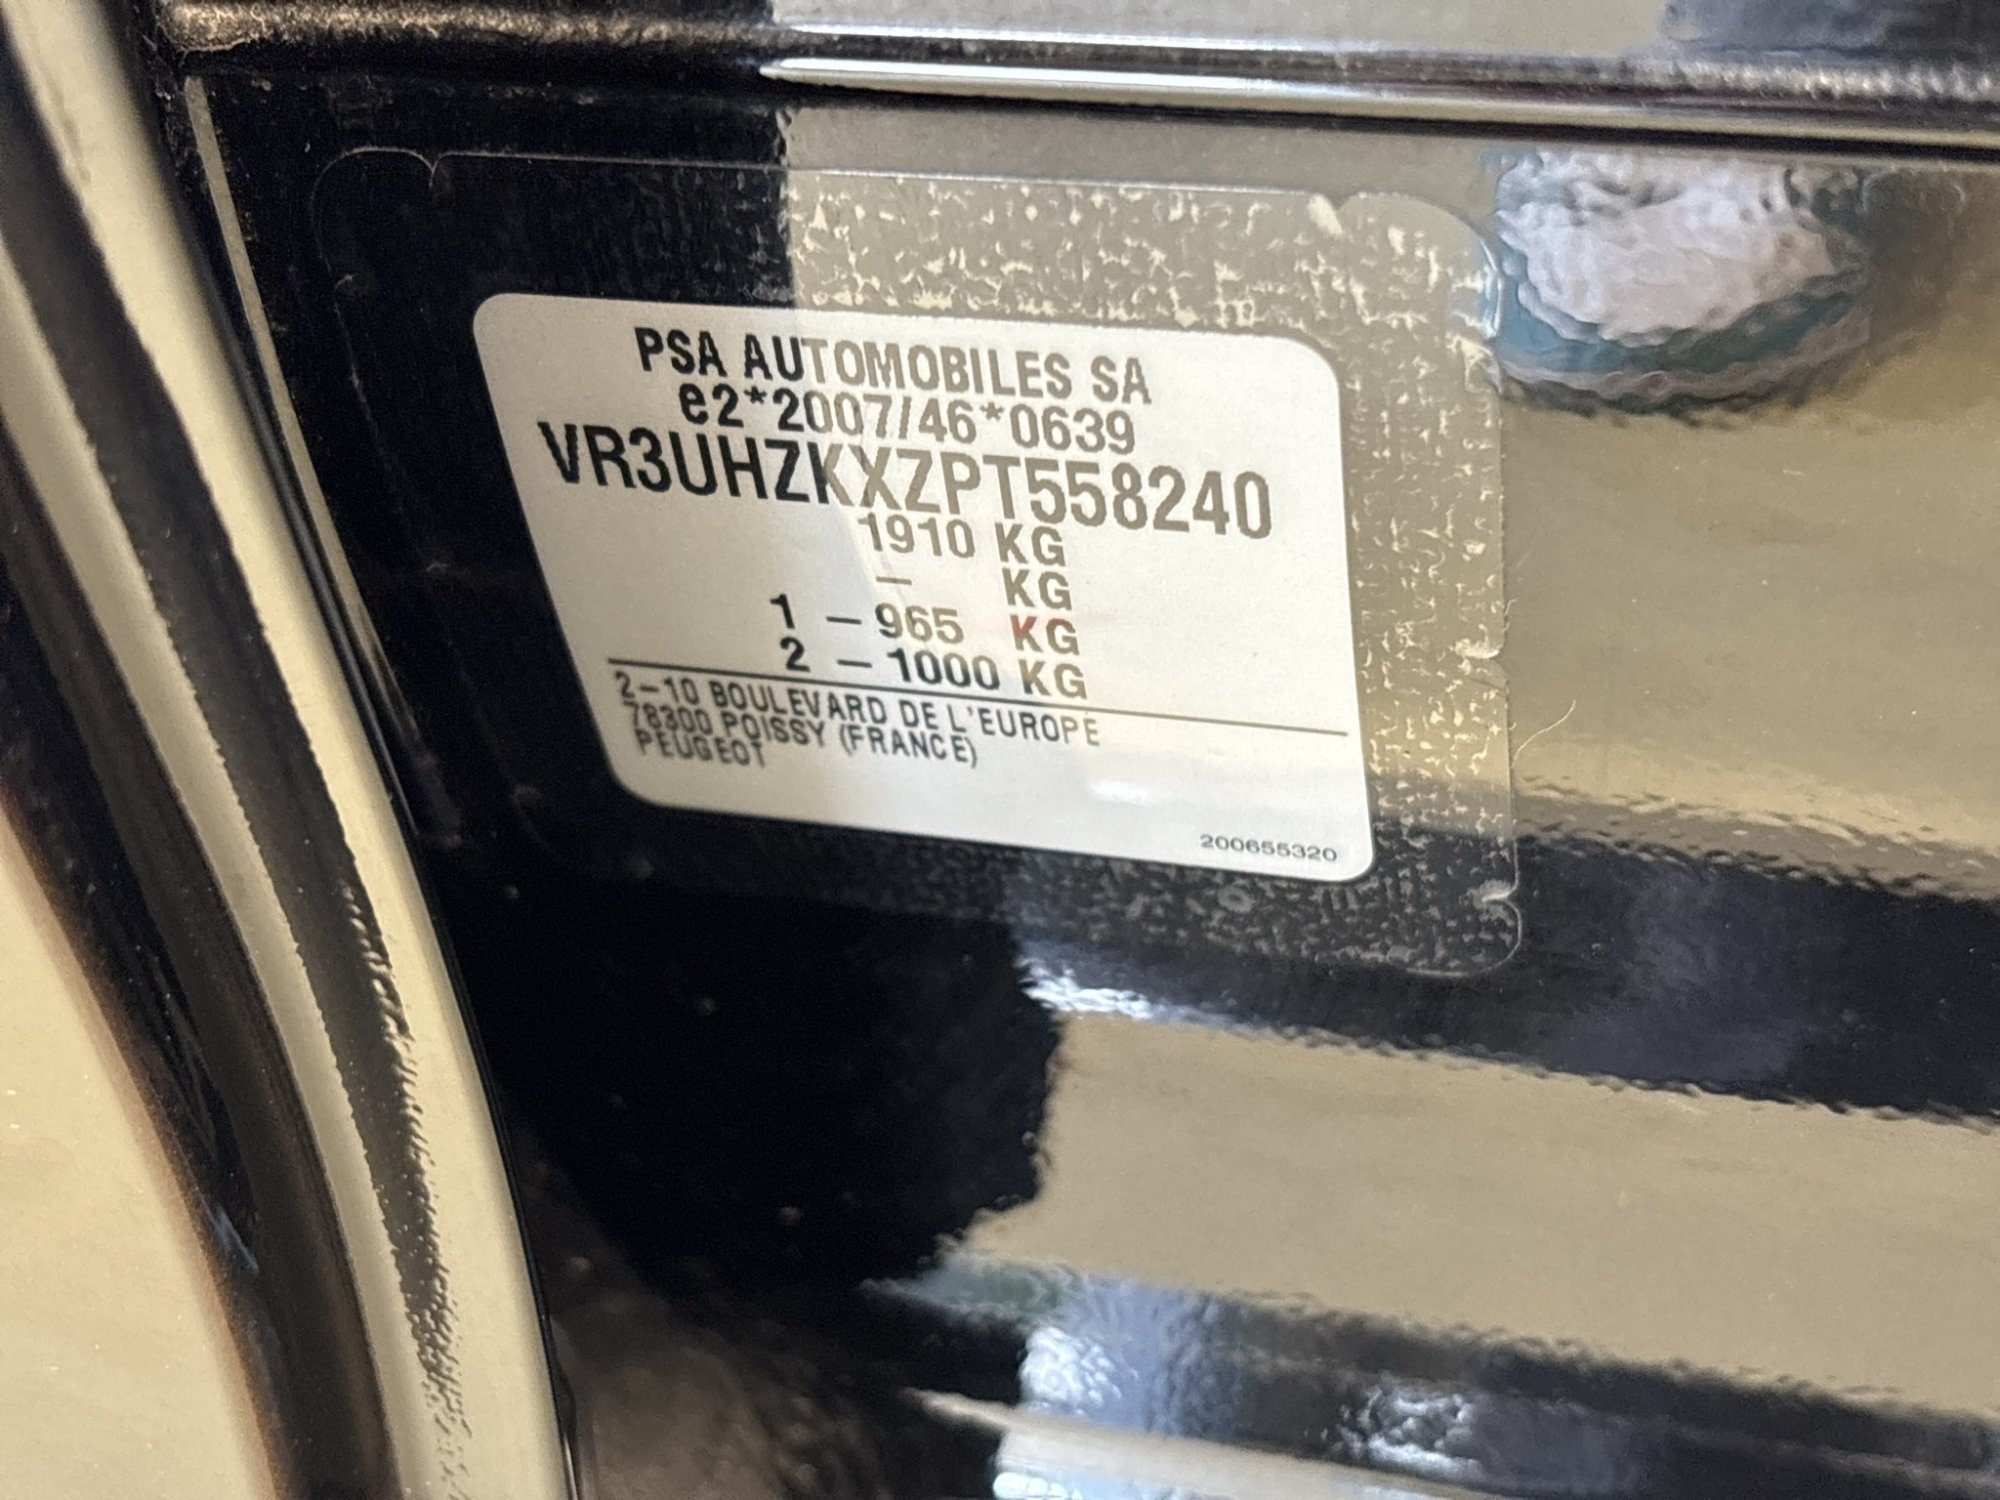 PSA AUTOMOBILES SA
e2*2007/46*0639
VR3UHZKXZPT558240
1910 KG
– KG
1 – 965 KG
2 – 1000 KG
2–10 BOULEVARD DE L'EUROPE
78300 POISSY (FRANCE)
PEUGEOT
200655320